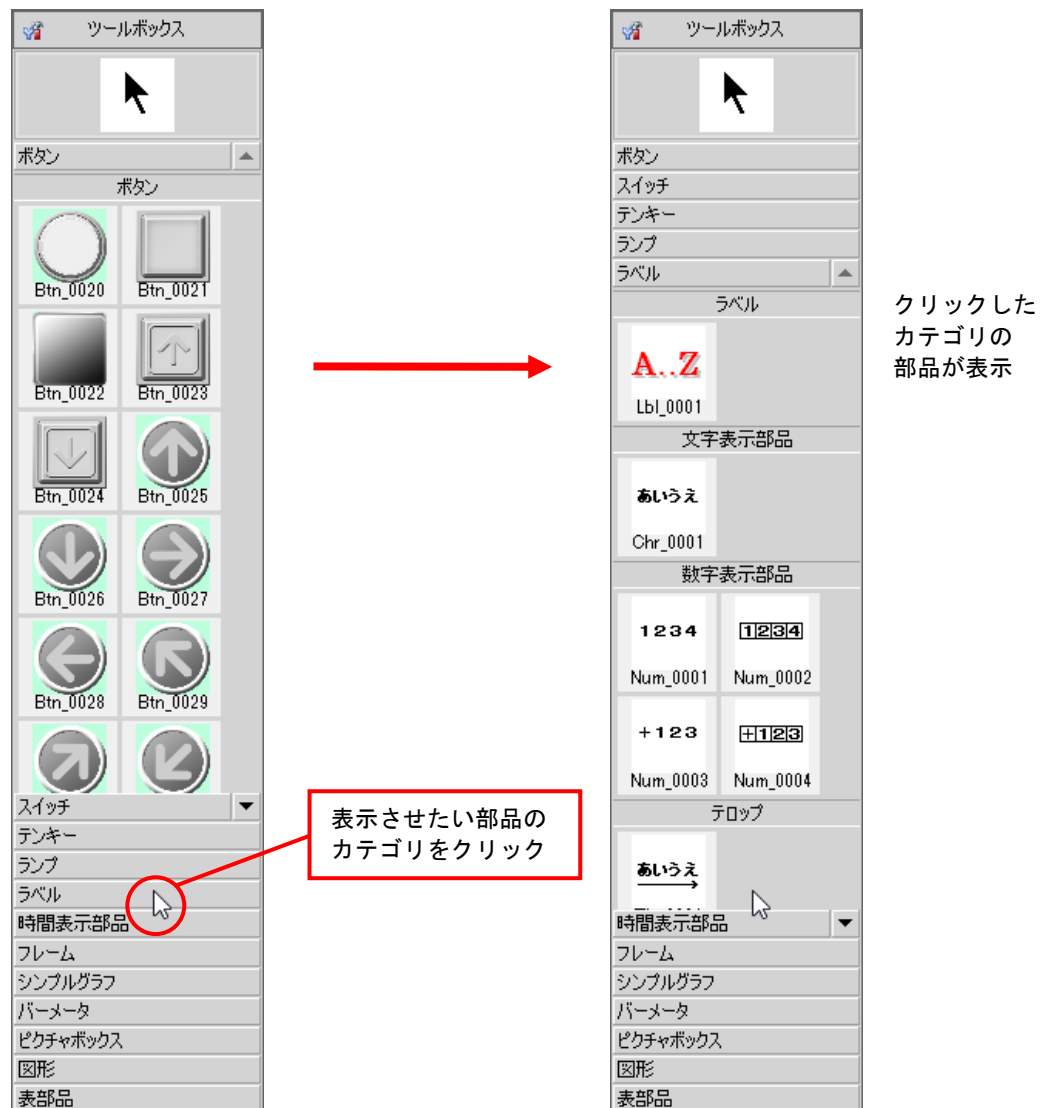 ツールボックス
ボタン
ボタン
Btn_0020 Btn_0021
Btn_0022 Btn_0023
Btn_0024 Btn_0025
Btn_0026 Btn_0027
Btn_0028 Btn_0029
スイッチ
テンキー
ランプ
ラベル
時間表示部品
フレーム
シンプルグラフ
バーメータ
ピクチャボックス
図形
表部品
表示させたい部品の
カテゴリをクリック
ツールボックス
ボタン
スイッチ
テンキー
ランプ
ラベル
ラベル
A..Z
Lbl_0001
文字表示部品
あいうえ
Chr_0001
数字表示部品
1234 1234
Num_0001 Num_0002
+123 +123
Num_0003 Num_0004
テロップ
あいうえ
時間表示部品
フレーム
シンプルグラフ
バーメータ
ピクチャボックス
図形
表部品
クリックした
カテゴリの
部品が表示